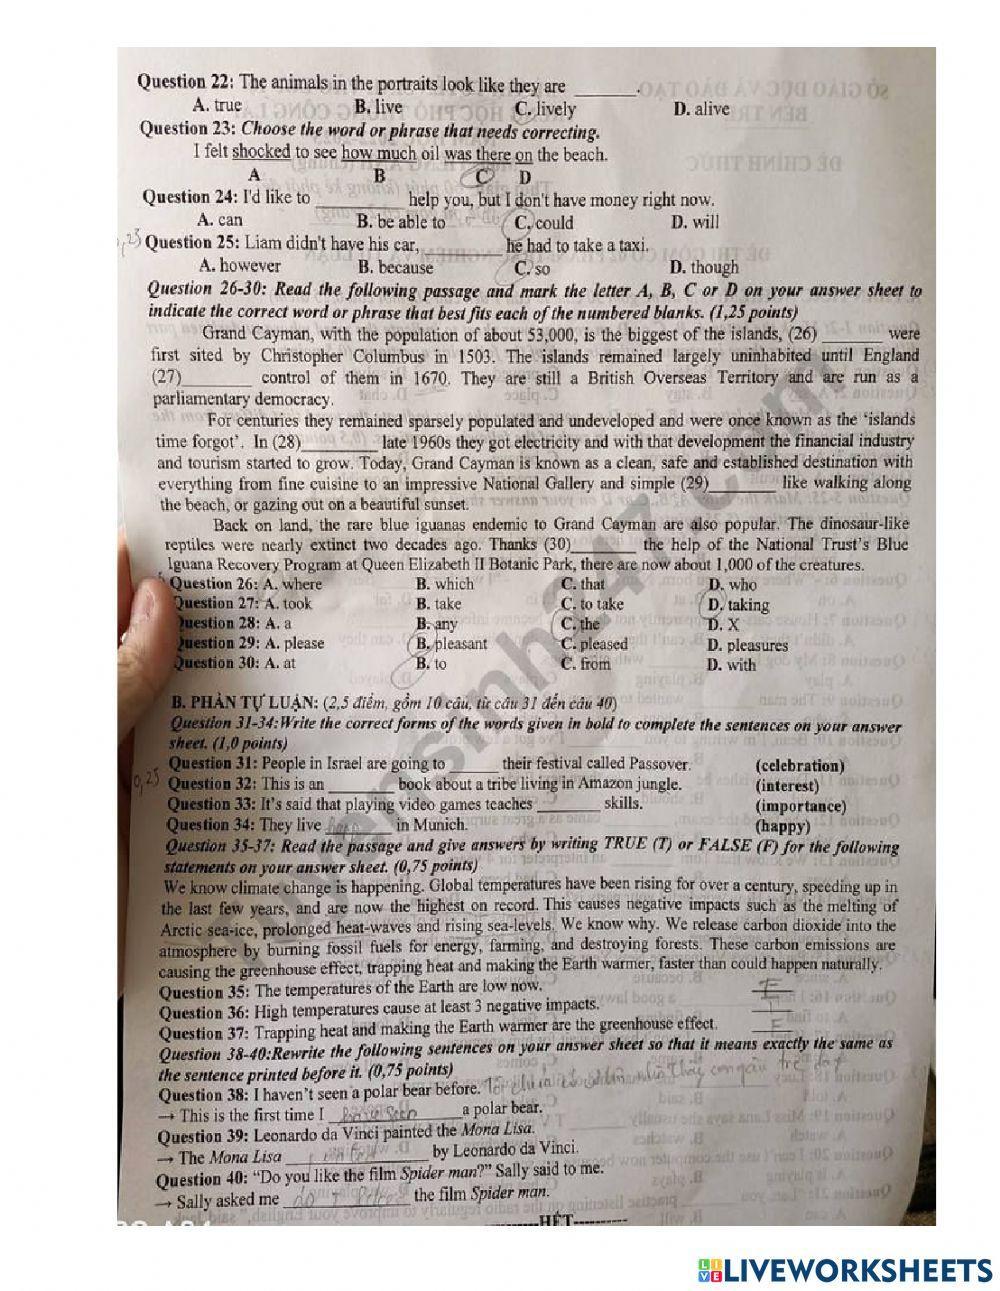 Question 22: The animals in the portraits look like they are ________.
A. true B. live C. lively D. alive
Question 23: Choose the word or phrase that needs correcting.
I felt shocked to see how much oil was there on the beach.
A B C D
Question 24: I'd like to __________ help you, but I don't have money right now.
A. can B. be able to C. could D. will
0,25 Question 25: Liam didn't have his car, ________ he had to take a taxi.
A. however B. because C. so D. though
Question 26-30: Read the following passage and mark the letter A, B, C or D on your answer sheet to
indicate the correct word or phrase that best fits each of the numbered blanks. (1,25 points)
Grand Cayman, with the population of about 53,000, is the biggest of the islands, (26) ________ were
first sited by Christopher Columbus in 1503. The islands remained largely uninhabited until England
(27)________ control of them in 1670. They are still a British Overseas Territory and are run as a
parliamentary democracy.
For centuries they remained sparsely populated and undeveloped and were once known as the 'islands
time forgot'. In (28)________ late 1960s they got electricity and with that development the financial industry
and tourism started to grow. Today, Grand Cayman is known as a clean, safe and established destination with
everything from fine cuisine to an impressive National Gallery and simple (29)________ like walking along
the beach, or gazing out on a beautiful sunset.
Back on land, the rare blue iguanas endemic to Grand Cayman are also popular. The dinosaur-like
reptiles were nearly extinct two decades ago. Thanks (30)________ the help of the National Trust's Blue
Iguana Recovery Program at Queen Elizabeth II Botanic Park, there are now about 1,000 of the creatures.
Question 26: A. where B. which C. that D. who
Question 27: A. took B. take C. to take D. taking
Question 28: A. a B. any C. the D. X
Question 29: A. please B. pleasant C. pleased D. pleasures
Question 30: A. at B. to C. from D. with
B. PHẦN TỰ LUẬN: (2,5 điểm, gồm 10 câu, từ câu 31 đến câu 40)
Question 31-34:Write the correct forms of the words given in bold to complete the sentences on your answer
sheet. (1,0 points)
Question 31: People in Israel are going to ________ their festival called Passover. (celebration)
0,25 Question 32: This is an ________ book about a tribe living in Amazon jungle. (interest)
Question 33: It's said that playing video games teaches ________ skills. (importance)
Question 34: They live ________ in Munich. (happy)
Question 35-37: Read the passage and give answers by writing TRUE (T) or FALSE (F) for the following
statements on your answer sheet. (0,75 points)
We know climate change is happening. Global temperatures have been rising for over a century, speeding up in
the last few years, and are now the highest on record. This causes negative impacts such as the melting of
Arctic sea-ice, prolonged heat-waves and rising sea-levels. We know why. We release carbon dioxide into the
atmosphere by burning fossil fuels for energy, farming, and destroying forests. These carbon emissions are
causing the greenhouse effect, trapping heat and making the Earth warmer, faster than could happen naturally.
Question 35: The temperatures of the Earth are low now. F
Question 36: High temperatures cause at least 3 negative impacts. T
Question 37: Trapping heat and making the Earth warmer are the greenhouse effect. F
Question 38-40:Rewrite the following sentences on your answer sheet so that it means exactly the same as
the sentence printed before it. (0,75 points)
Question 38: I haven't seen a polar bear before.
→ This is the first time I have seen a polar bear.
Question 39: Leonardo da Vinci painted the Mona Lisa.
→ The Mona Lisa ________ by Leonardo da Vinci.
Question 40: "Do you like the film Spider man?" Sally said to me.
→ Sally asked me ________ the film Spider man.
--------HẾT----------
LIVEWORKSHEETS